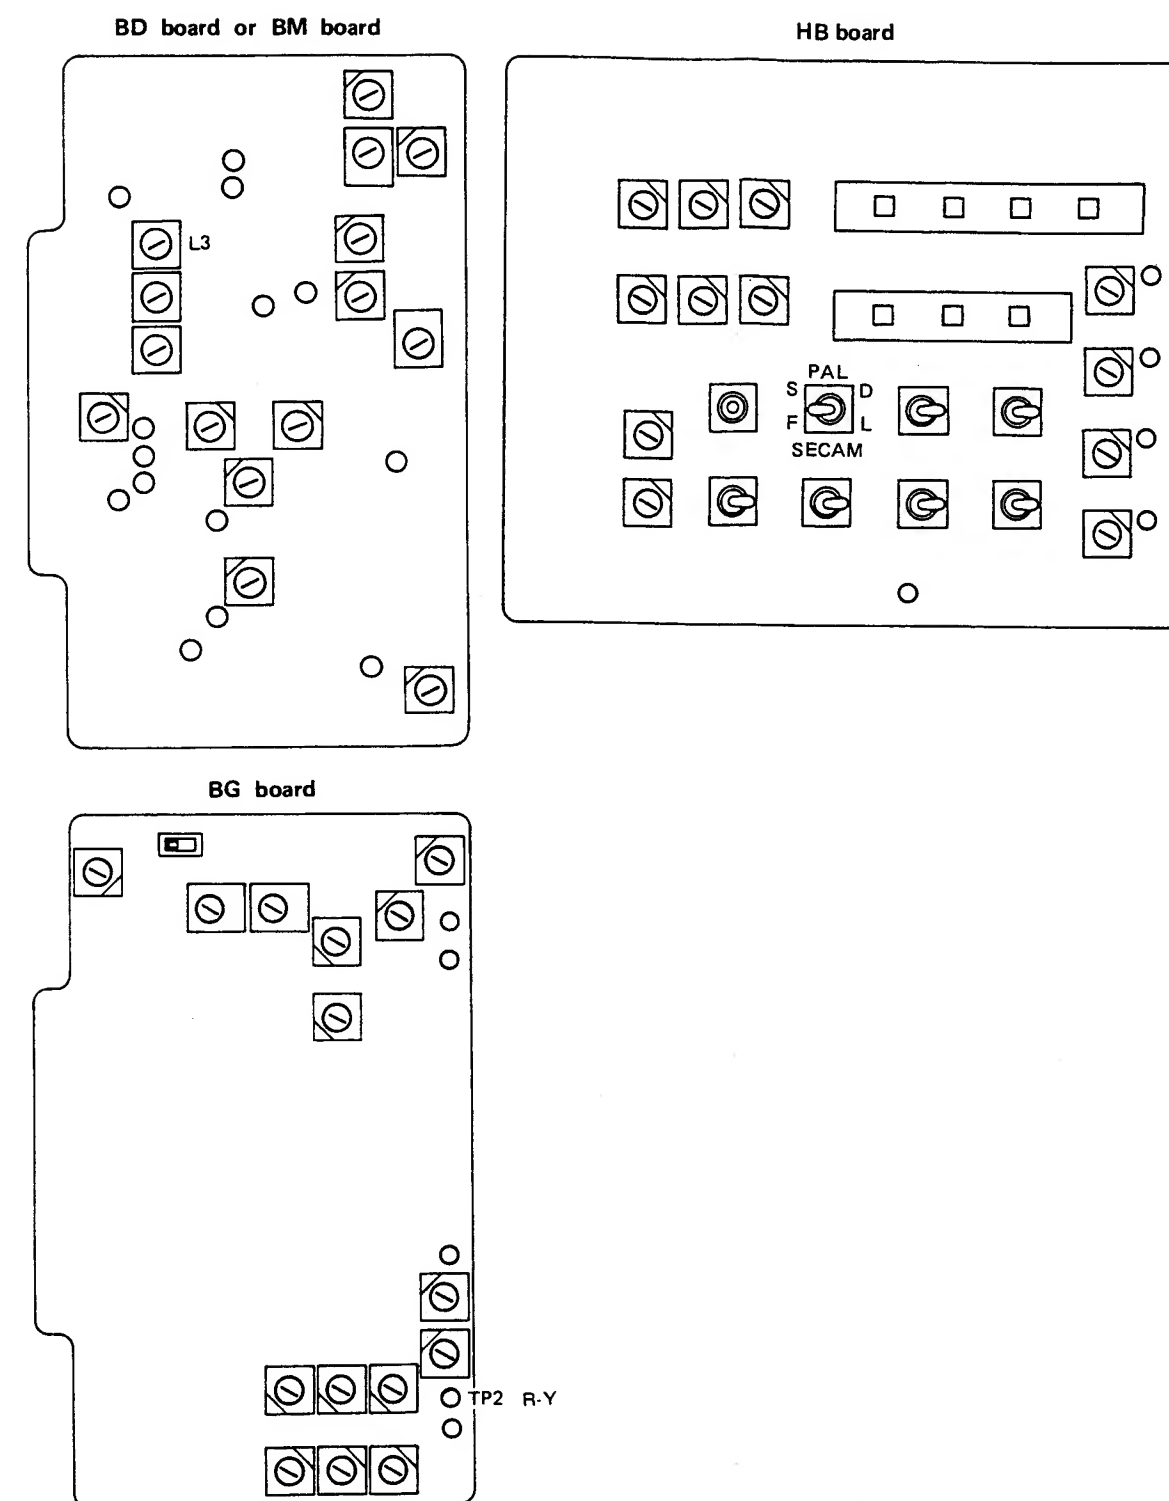 BD board or BM board
HB board
L3
PAL
S D
F L
SECAM
BG board
TP2 R-Y